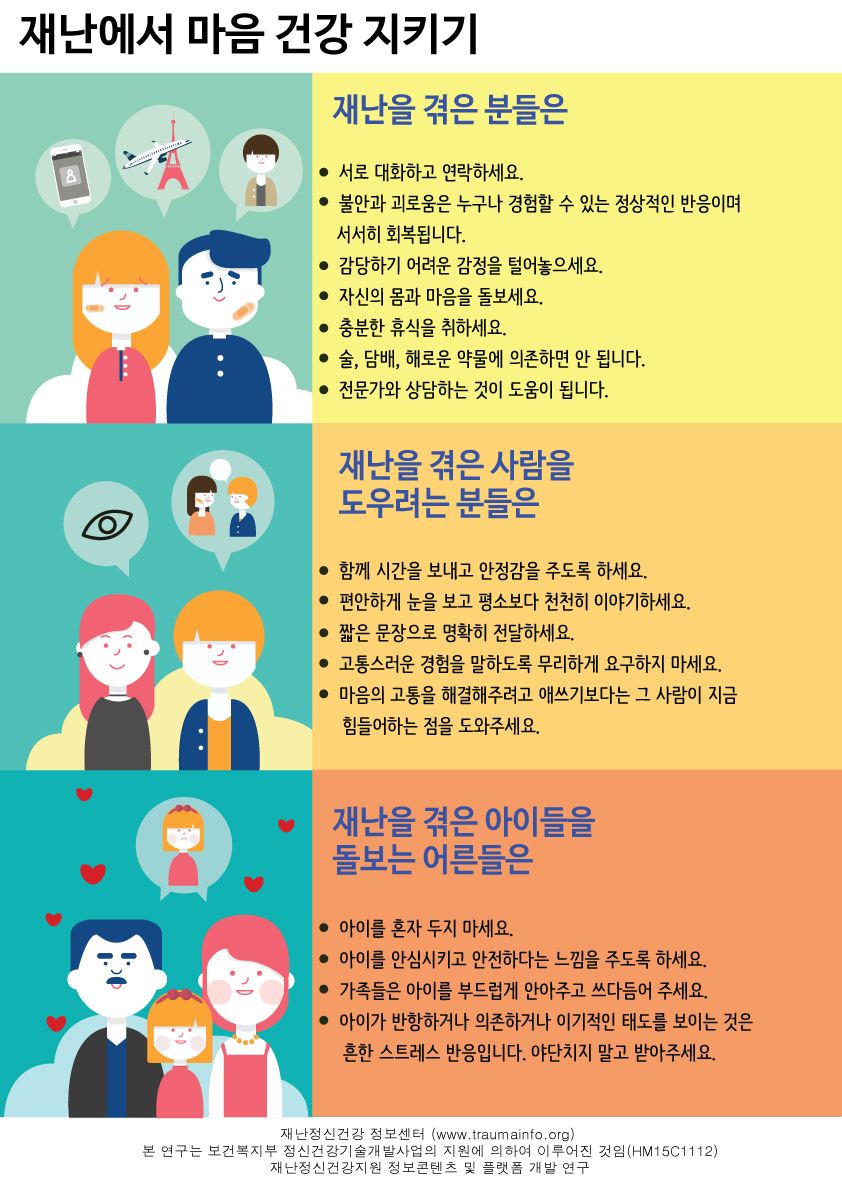 재난에서 마음 건강 지키기
재난을 겪은 분들은
● 서로 대화하고 연락하세요.
● 불안과 괴로움은 누구나 경험할 수 있는 정상적인 반응이며
서서히 회복됩니다.
● 감당하기 어려운 감정을 털어놓으세요.
● 자신의 몸과 마음을 돌보세요.
● 충분한 휴식을 취하세요.
● 술, 담배, 해로운 약물에 의존하면 안 됩니다.
● 전문가와 상담하는 것이 도움이 됩니다.
재난을 겪은 사람을
도우려는 분들은
● 함께 시간을 보내고 안정감을 주도록 하세요.
● 편안하게 눈을 보고 평소보다 천천히 이야기하세요.
● 짧은 문장으로 명확히 전달하세요.
● 고통스러운 경험을 말하도록 무리하게 요구하지 마세요.
● 마음의 고통을 해결해주려고 애쓰기보다는 그 사람이 지금
힘들어하는 점을 도와주세요.
재난을 겪은 아이들을
돌보는 어른들은
● 아이를 혼자 두지 마세요.
● 아이를 안심시키고 안전하다는 느낌을 주도록 하세요.
● 가족들은 아이를 부드럽게 안아주고 쓰다듬어 주세요.
● 아이가 반항하거나 의존하거나 이기적인 태도를 보이는 것은
흔한 스트레스 반응입니다. 야단치지 말고 받아주세요.
재난정신건강 정보센터 (www.traumainfo.org)
본 연구는 보건복지부 정신건강기술개발사업의 지원에 의하여 이루어진 것임(HM15C1112)
재난정신건강지원 정보콘텐츠 및 플랫폼 개발 연구